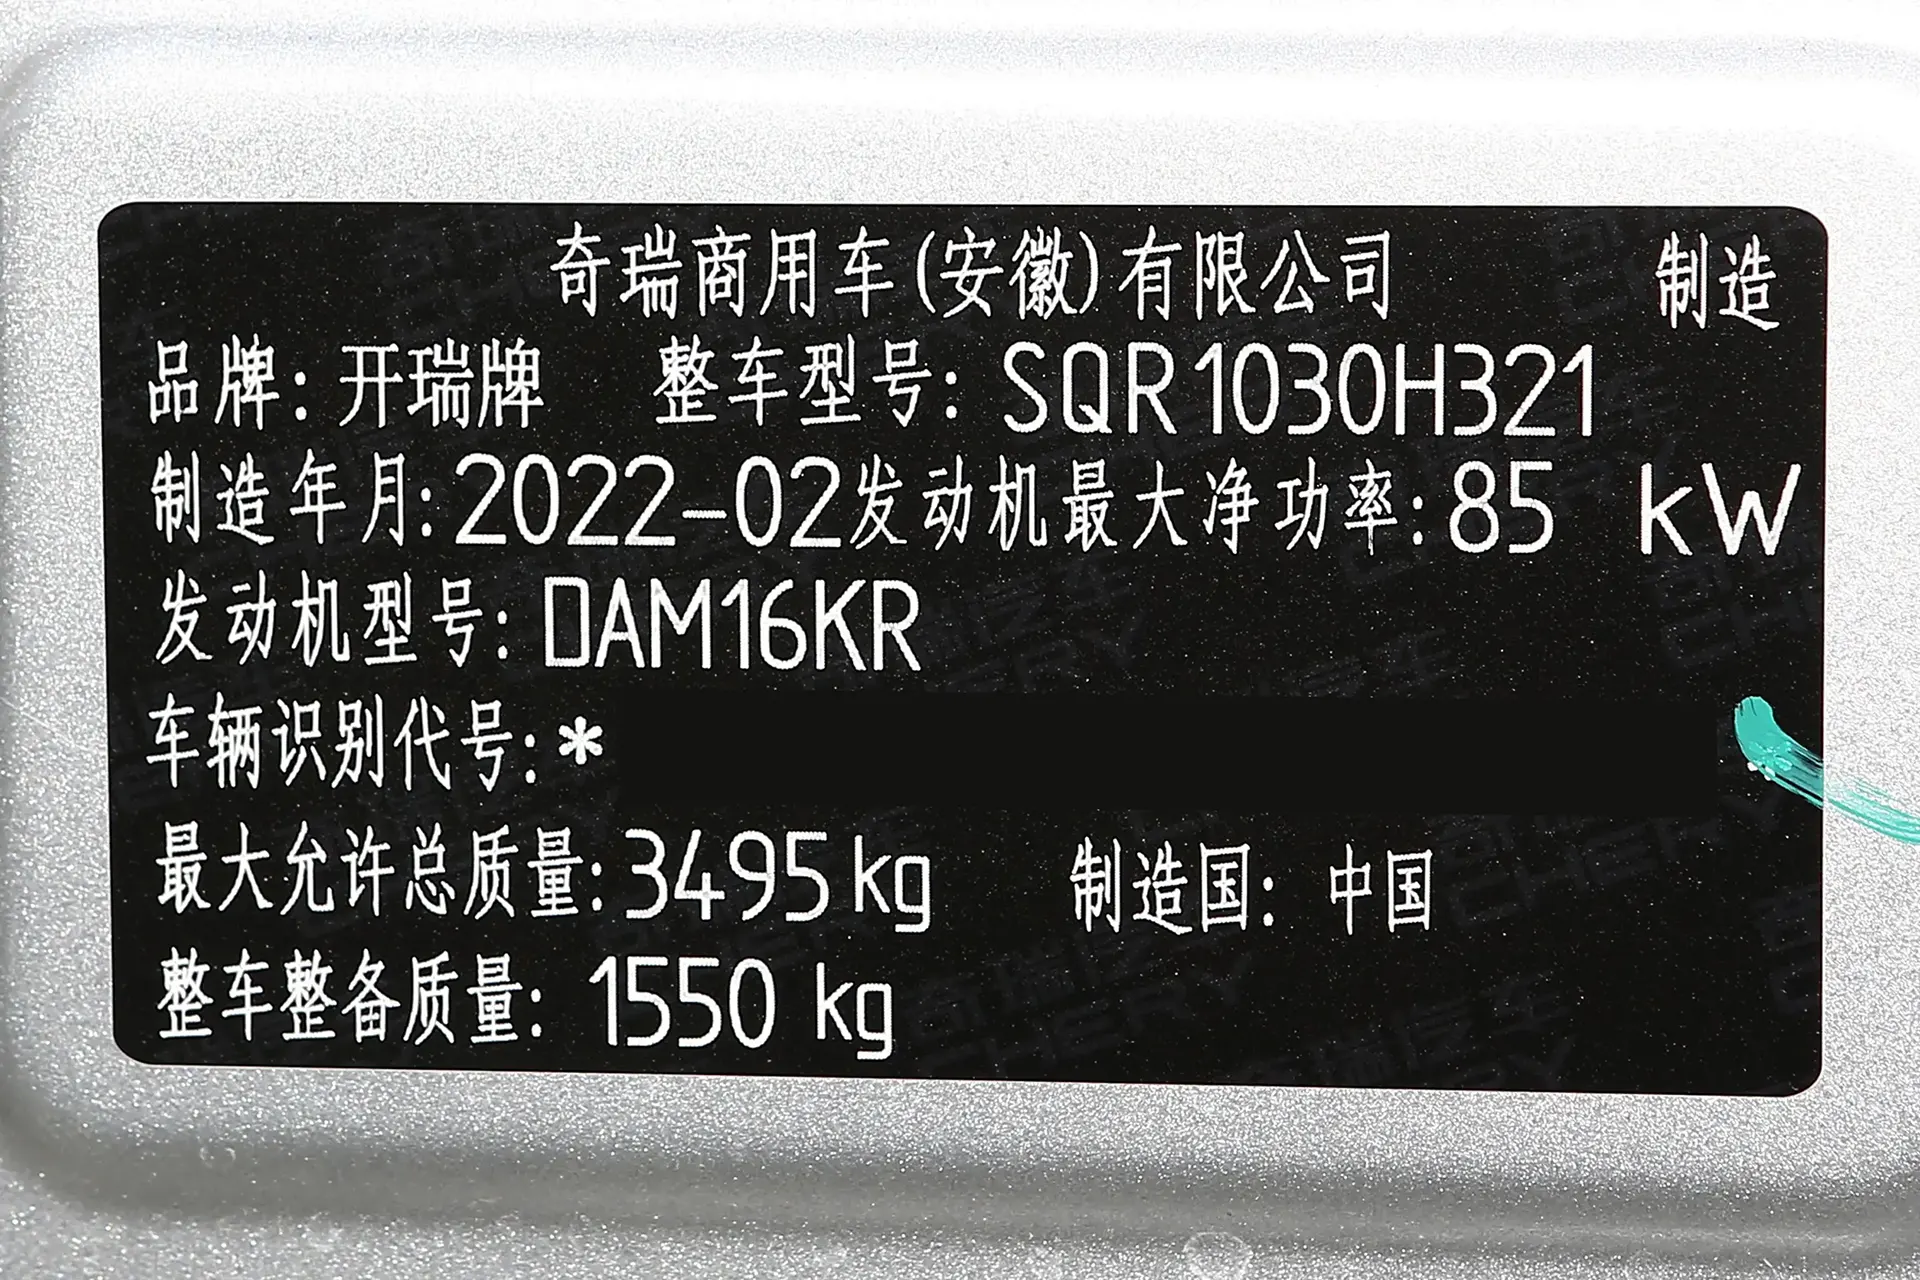 奇瑞商用车(安徽)有限公司 制造
品牌: 开瑞牌 整车型号: SQR1030H321
制造年月: 2022-02 发动机最大净功率: 85 kW
发动机型号: DAM16KR
车辆识别代号: *
最大允许总质量: 3495 kg 制造国: 中国
整车整备质量: 1550 kg